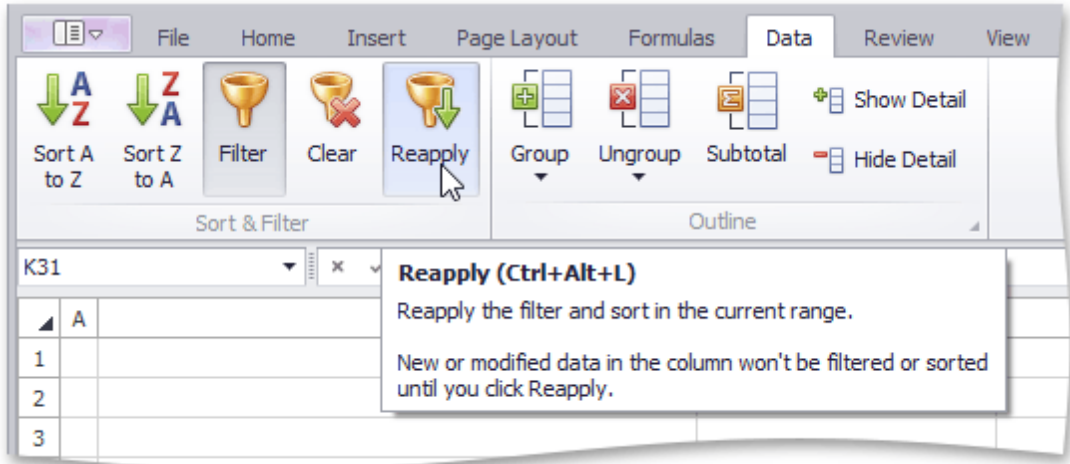 File Home Insert Page Layout Formulas Data Review View
A Z Z A
Sort A to Z
Sort Z to A
Filter
Clear
Reapply
Group
Ungroup
Subtotal
Show Detail
Hide Detail
Sort & Filter
Outline
K31
Reapply (Ctrl+Alt+L)
Reapply the filter and sort in the current range.
New or modified data in the column won't be filtered or sorted
until you click Reapply.
A
1
2
3